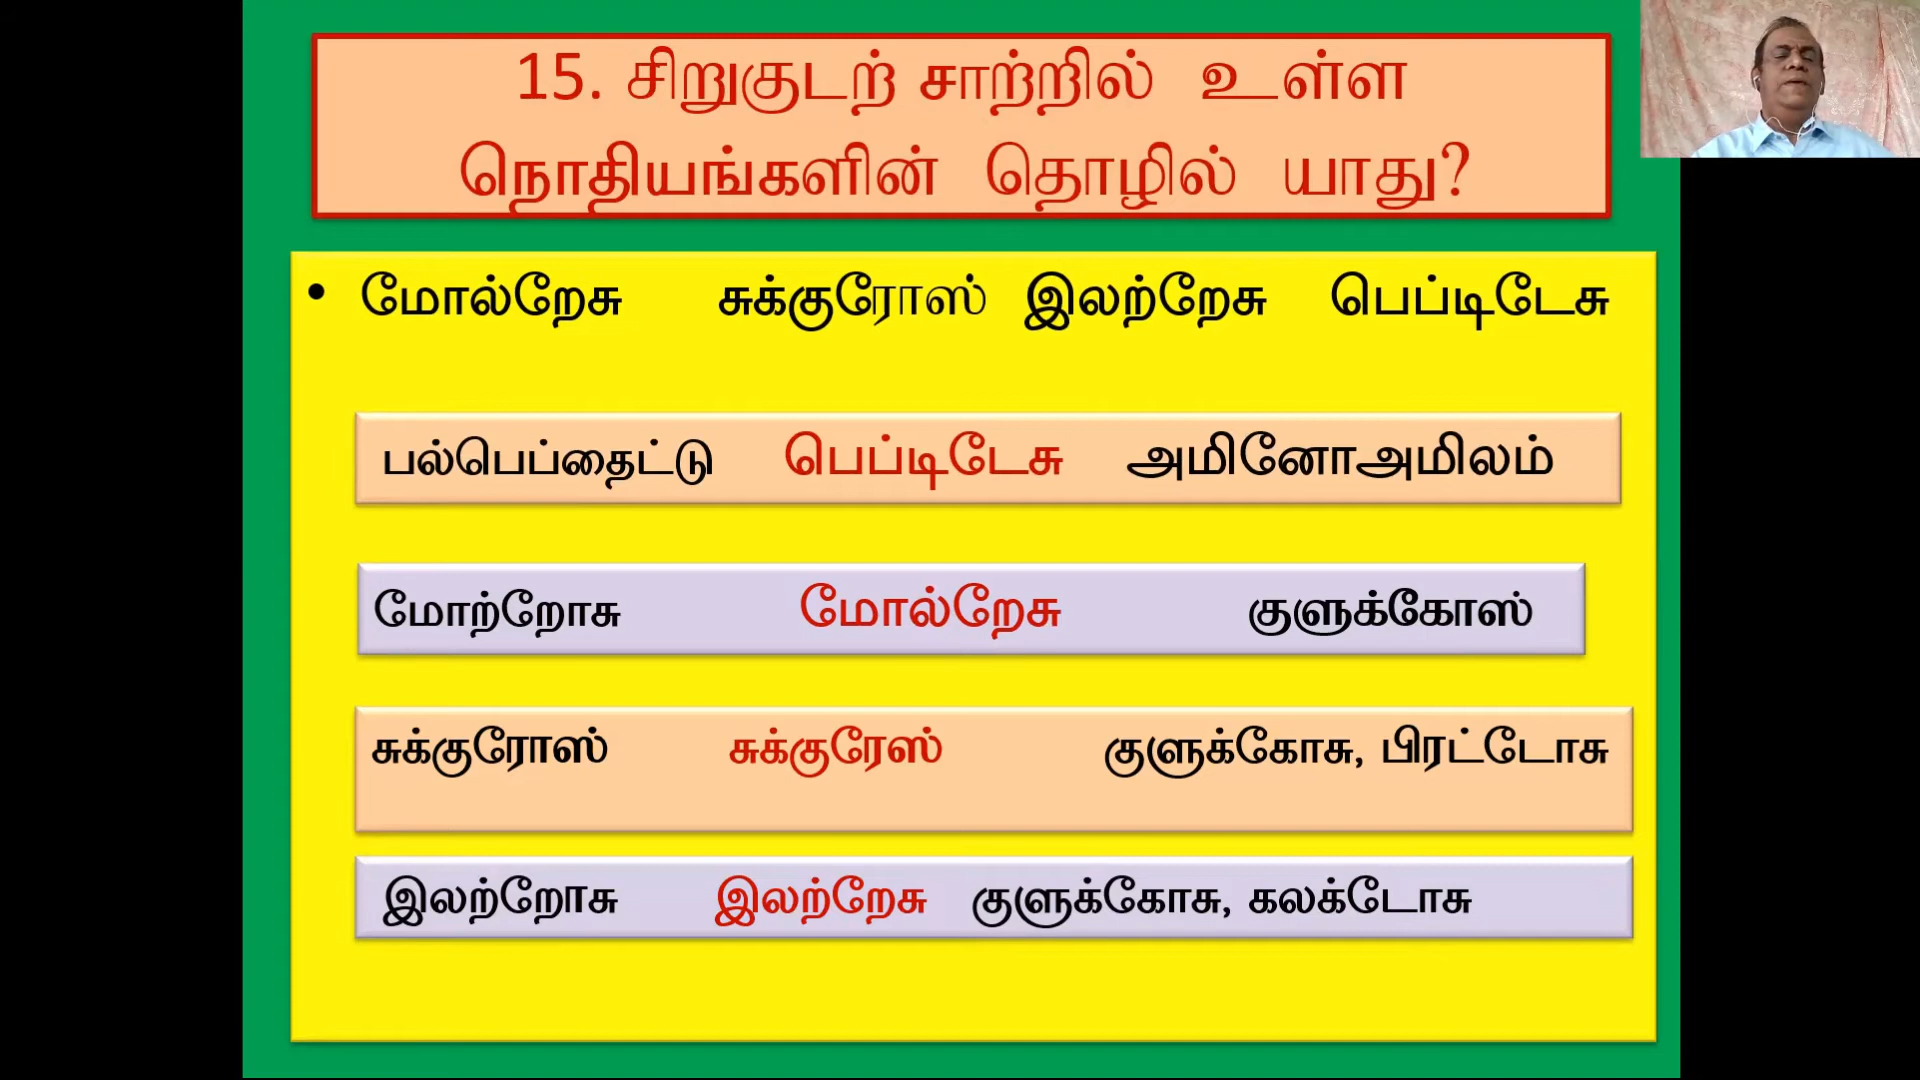 15. சிறுகுடற் சாற்றில் உள்ள
நொதியங்களின் தொழில் யாது?
• மோல்றேசு சுக்குரோஸ் இலற்றேசு பெப்டிடேசு
பல்பெப்தைட்டு பெப்டிடேசு அமினோஅமிலம்
மோற்றோசு மோல்றேசு குளுக்கோஸ்
சுக்குரோஸ் சுக்குரேஸ் குளுக்கோசு, பிரட்டோசு
இலற்றோசு இலற்றேசு குளுக்கோசு, கலக்டோசு